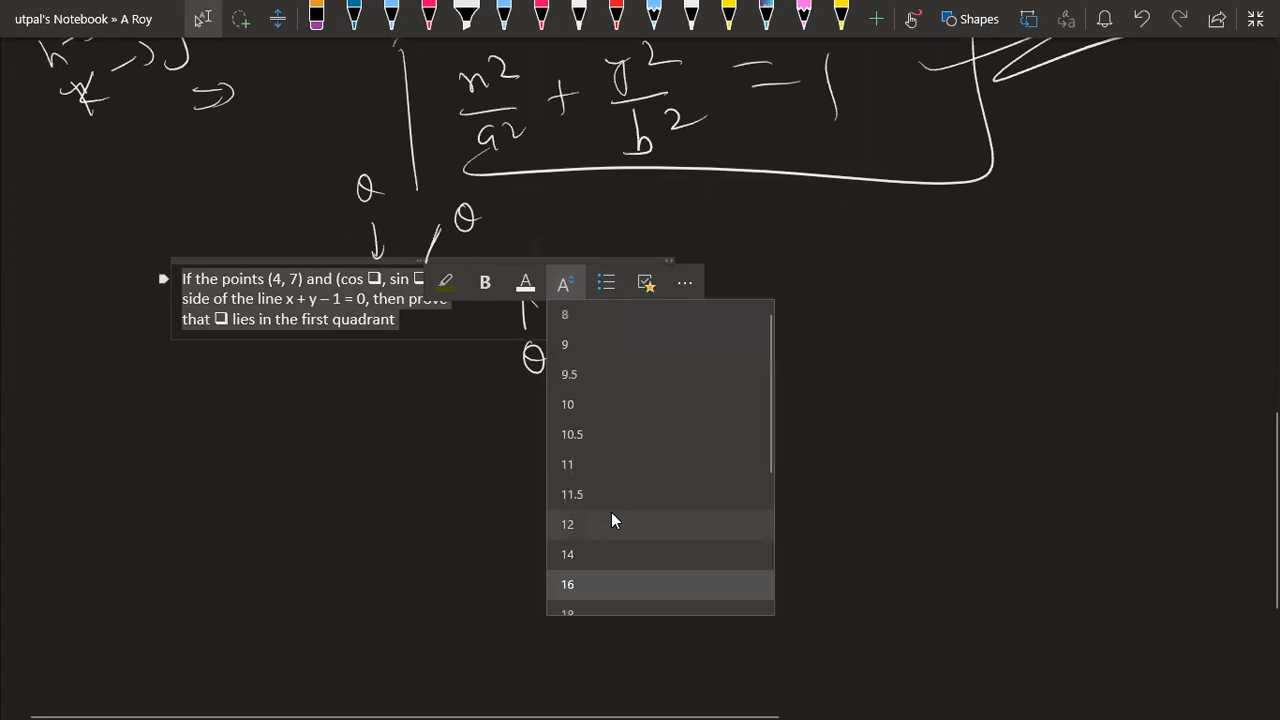 utpal's Notebook » A Roy
Shapes
x²/a² + y²/b² = 1
⇒
θ
θ
If the points (4, 7) and (cos ❑, sin
side of the line x + y – 1 = 0, then prove
that ❑ lies in the first quadrant
θ
B
A
A
8
9
9.5
10
10.5
11
11.5
12
14
16
18